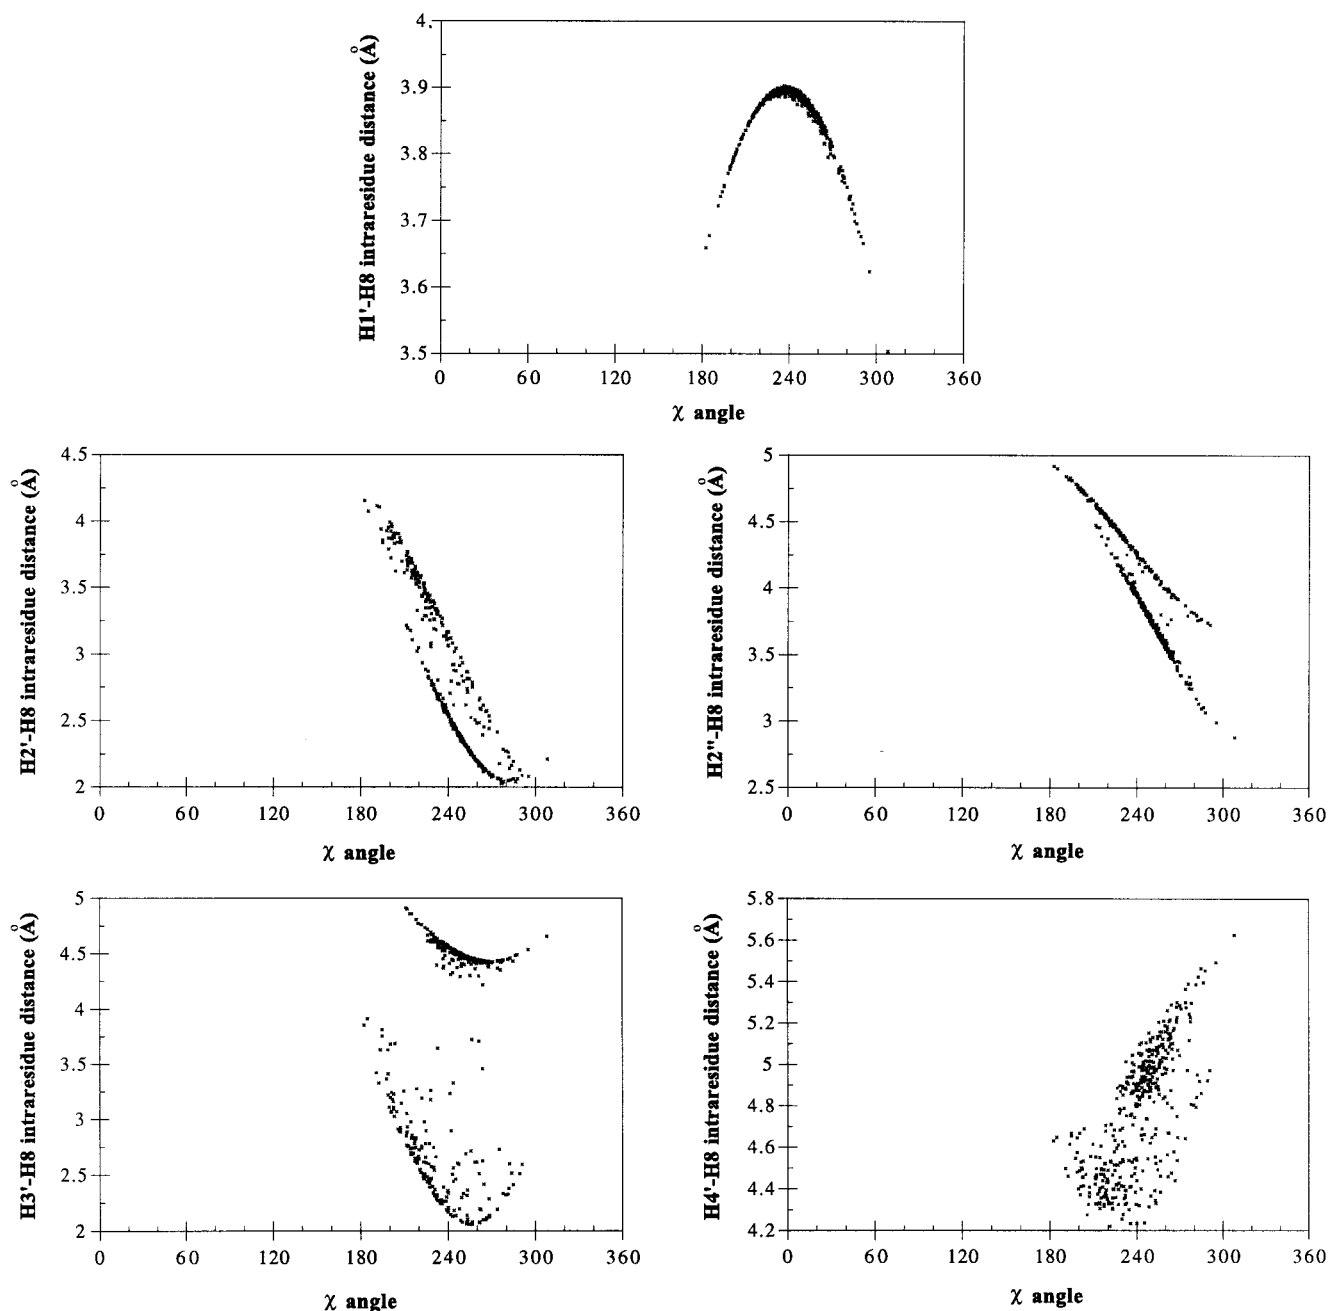 H1'-H8 intraresidue distance (Å)
4
3.9
3.8
3.7
3.6
3.5
0 60 120 180 240 300 360
χ angle
H2'-H8 intraresidue distance (Å)
4.5
4
3.5
3
2.5
2
0 60 120 180 240 300 360
χ angle
H2''-H8 intraresidue distance (Å)
5
4.5
4
3.5
3
2.5
0 60 120 180 240 300 360
χ angle
H3'-H8 intraresidue distance (Å)
5
4.5
4
3.5
3
2.5
2
0 60 120 180 240 300 360
χ angle
H4'-H8 intraresidue distance (Å)
5.8
5.6
5.4
5.2
5
4.8
4.6
4.4
4.2
0 60 120 180 240 300 360
χ angle